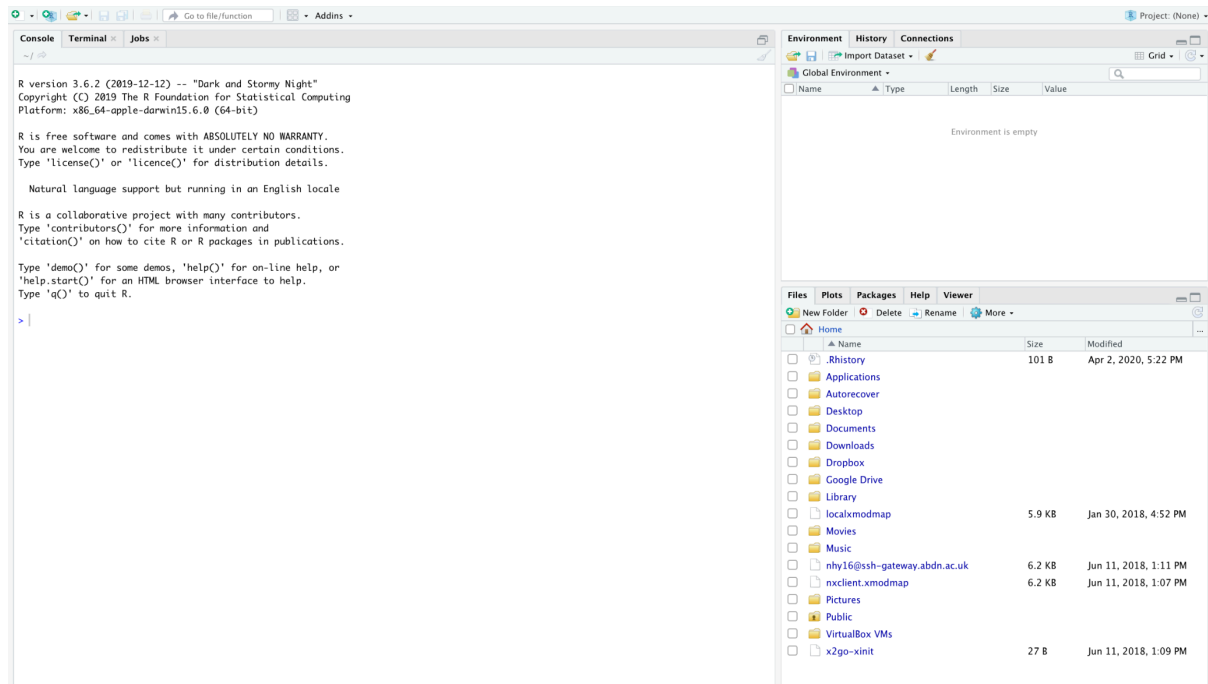 Go to file/function Addins Project: (None)
Console Terminal Jobs
~/
R version 3.6.2 (2019-12-12) -- "Dark and Stormy Night"
Copyright (C) 2019 The R Foundation for Statistical Computing
Platform: x86_64-apple-darwin15.6.0 (64-bit)
R is free software and comes with ABSOLUTELY NO WARRANTY.
You are welcome to redistribute it under certain conditions.
Type 'license()' or 'licence()' for distribution details.
Natural language support but running in an English locale
R is a collaborative project with many contributors.
Type 'contributors()' for more information and
'citation()' on how to cite R or R packages in publications.
Type 'demo()' for some demos, 'help()' for on-line help, or
'help.start()' for an HTML browser interface to help.
Type 'q()' to quit R.
>
Environment History Connections
Import Dataset Grid
Global Environment
Name Type Length Size Value
Environment is empty
Files Plots Packages Help Viewer
New Folder Delete Rename More
Home ...
Name Size Modified
.Rhistory 101 B Apr 2, 2020, 5:22 PM
Applications
Autorecover
Desktop
Documents
Downloads
Dropbox
Google Drive
Library
localxmodmap 5.9 KB Jan 30, 2018, 4:52 PM
Movies
Music
nhy16@ssh-gateway.abdn.ac.uk 6.2 KB Jun 11, 2018, 1:11 PM
nxclient.xmodmap 6.2 KB Jun 11, 2018, 1:07 PM
Pictures
Public
VirtualBox VMs
x2go-xinit 27 B Jun 11, 2018, 1:09 PM